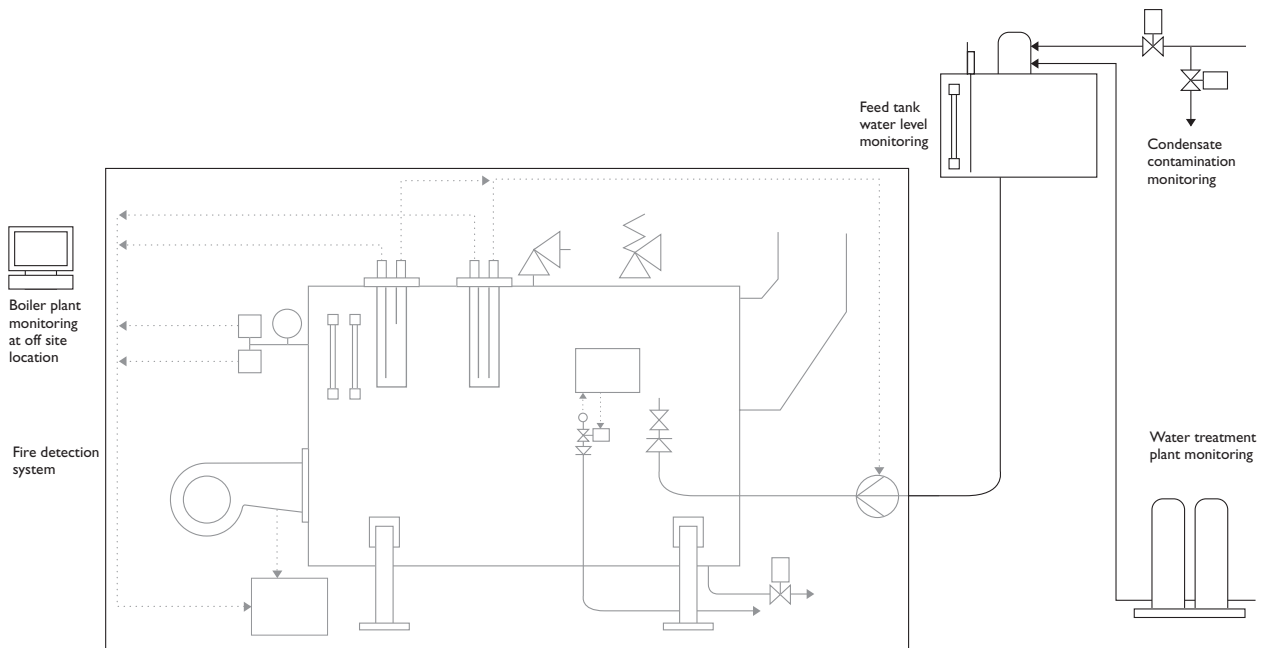 Feed tank
water level
monitoring
Condensate
contamination
monitoring
Boiler plant
monitoring
at off site
location
Fire detection
system
Water treatment
plant monitoring